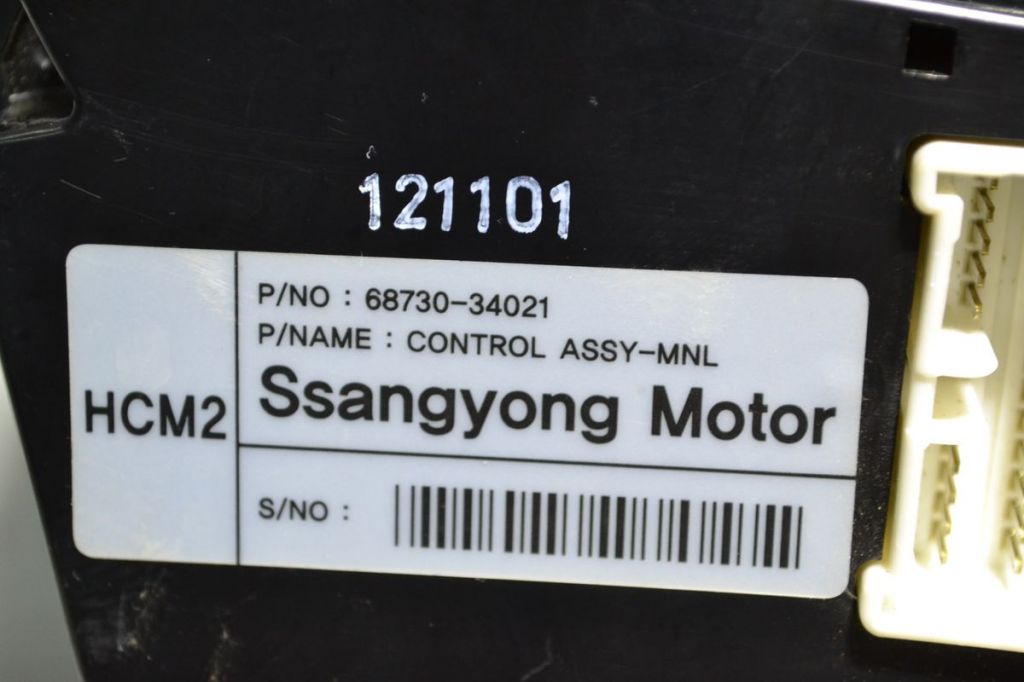 121101
P/NO : 68730-34021
P/NAME : CONTROL ASSY-MNL
HCM2
Ssangyong Motor
S/NO :